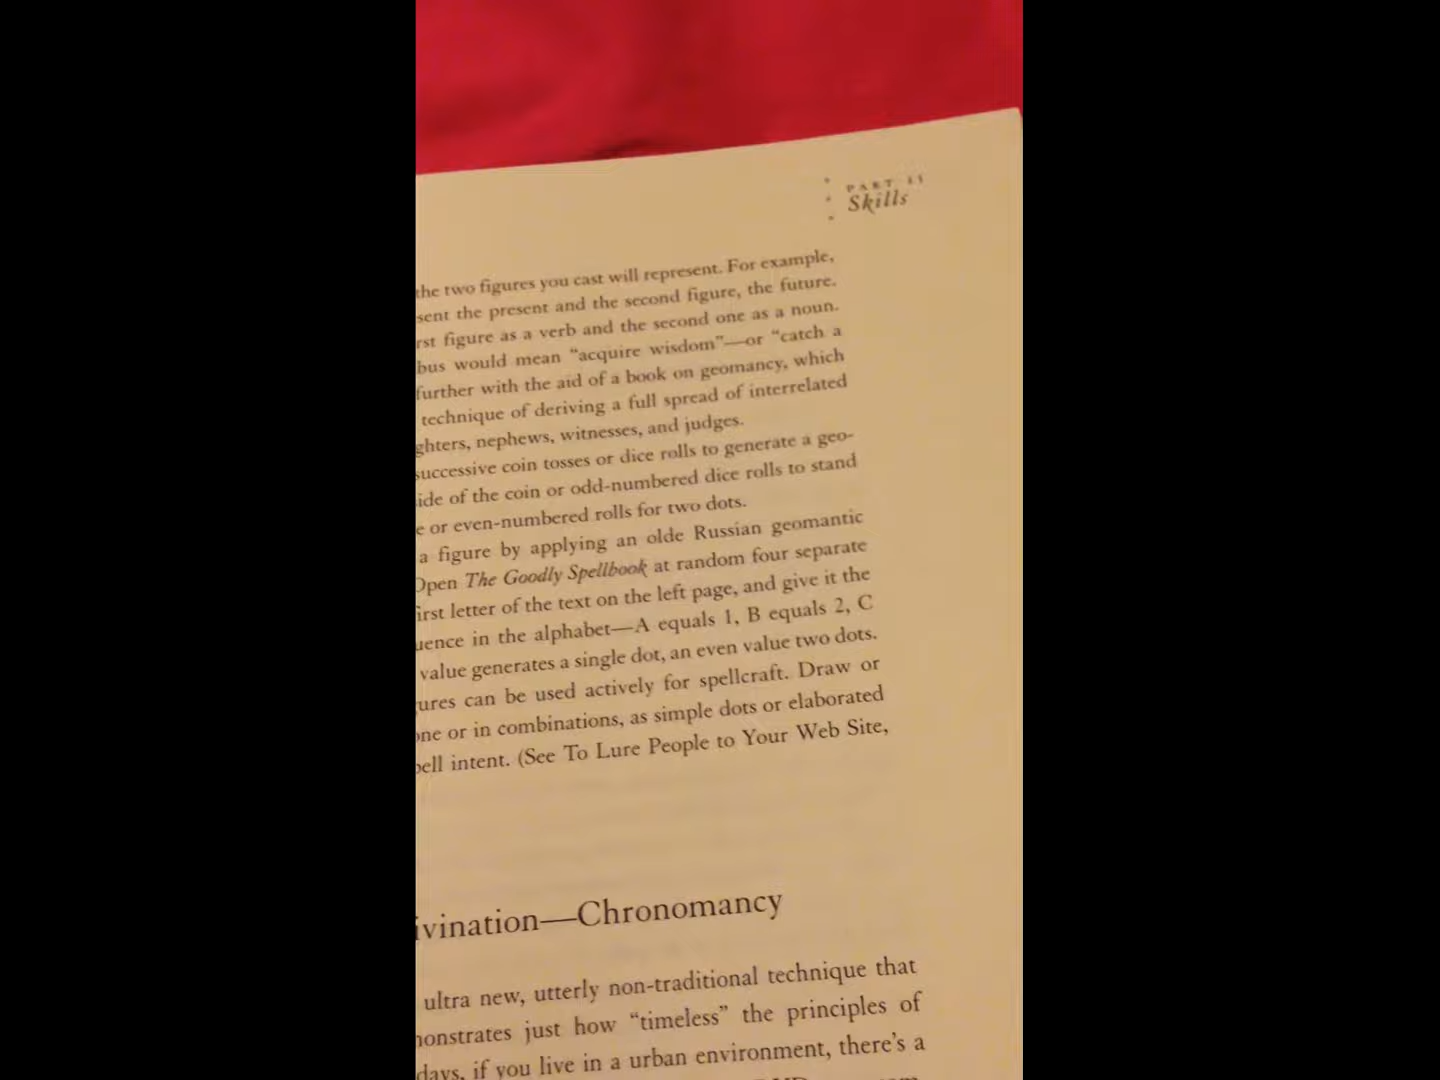 PART II
Skills
the two figures you cast will represent. For example,
sent the present and the second figure, the future.
rst figure as a verb and the second one as a noun.
bus would mean “acquire wisdom”—or “catch a
further with the aid of a book on geomancy, which
technique of deriving a full spread of interrelated
ghters, nephews, witnesses, and judges.
successive coin tosses or dice rolls to generate a geo-
ide of the coin or odd-numbered dice rolls to stand
e or even-numbered rolls for two dots.
a figure by applying an olde Russian geomantic
Open The Goodly Spellbook at random four separate
irst letter of the text on the left page, and give it the
uence in the alphabet—A equals 1, B equals 2, C
value generates a single dot, an even value two dots.
ures can be used actively for spellcraft. Draw or
one or in combinations, as simple dots or elaborated
pell intent. (See To Lure People to Your Web Site,
ivination—Chronomancy
ultra new, utterly non-traditional technique that
monstrates just how “timeless” the principles of
days, if you live in a urban environment, there’s a